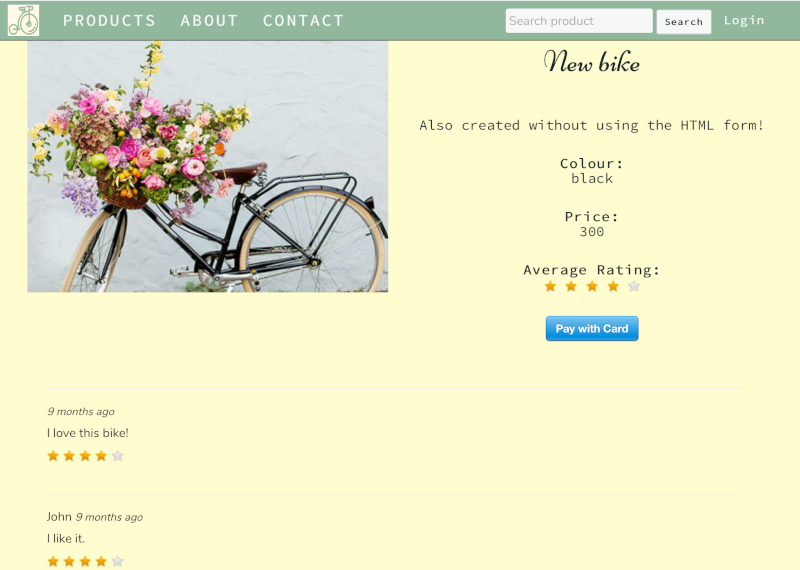 PRODUCTS ABOUT CONTACT Search product Search Login
New bike
Also created without using the HTML form!
Colour:
black
Price:
300
Average Rating:
Pay with Card
9 months ago
I love this bike!
John 9 months ago
I like it.